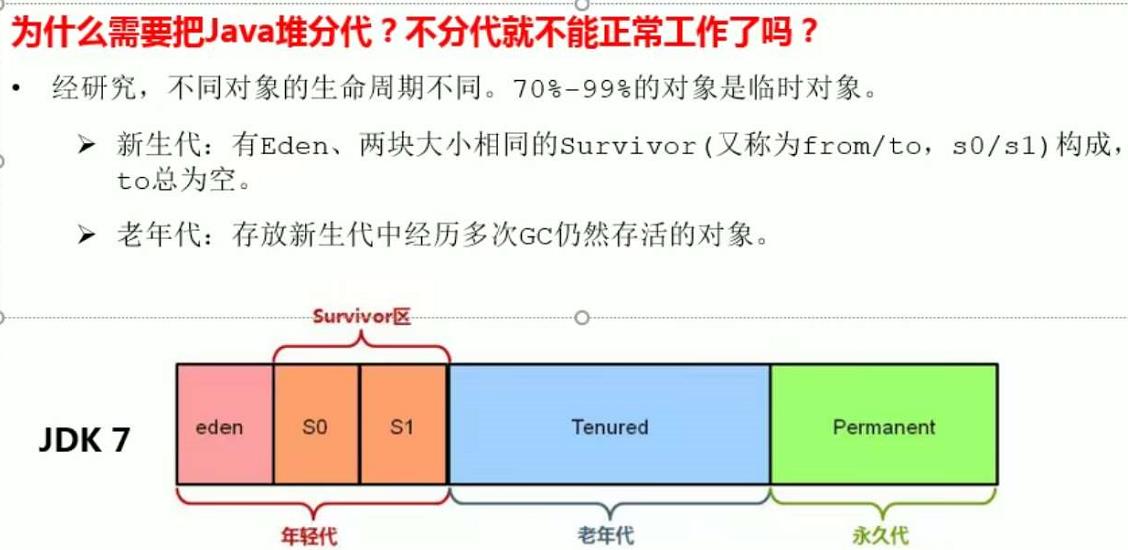 为什么需要把Java堆分代？不分代就不能正常工作了吗？
• 经研究，不同对象的生命周期不同。70%-99%的对象是临时对象。
➤ 新生代：有Eden、两块大小相同的Survivor(又称为from/to，s0/s1)构成，
to总为空。
➤ 老年代：存放新生代中经历多次GC仍然存活的对象。
Survivor区
JDK 7
eden
S0
S1
Tenured
Permanent
年轻代
老年代
永久代